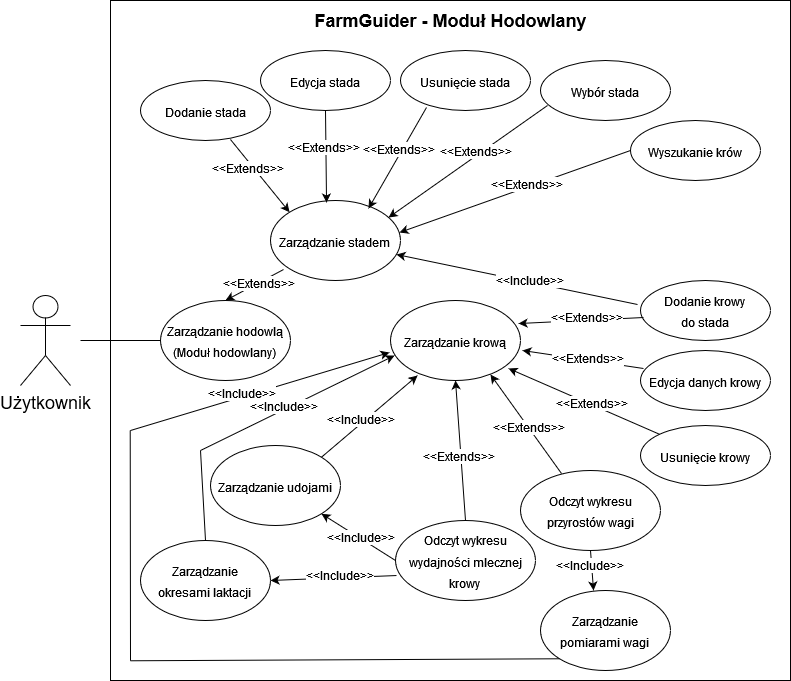 FarmGuider - Moduł Hodowlany
Edycja stada
Usunięcie stada
Wybór stada
Dodanie stada
<<Extends>>
<<Extends>>
<<Extends>>
Wyszukanie krów
<<Extends>>
<<Extends>>
Zarządzanie stadem
<<Extends>>
<<Include>>
Dodanie krowy
do stada
<<Extends>>
Zarządzanie hodowlą
(Moduł hodowlany)
Zarządzanie krową
<<Extends>>
Edycja danych krowy
Użytkownik
<<Include>>
<<Include>>
<<Extends>>
<<Include>>
<<Extends>>
<<Extends>>
Usunięcie krowy
Zarządzanie udojami
Odczyt wykresu
przyrostów wagi
<<Include>>
Odczyt wykresu
wydajności mlecznej
krowy
<<Include>>
Zarządzanie
okresami laktacji
<<Include>>
Zarządzanie
pomiarami wagi